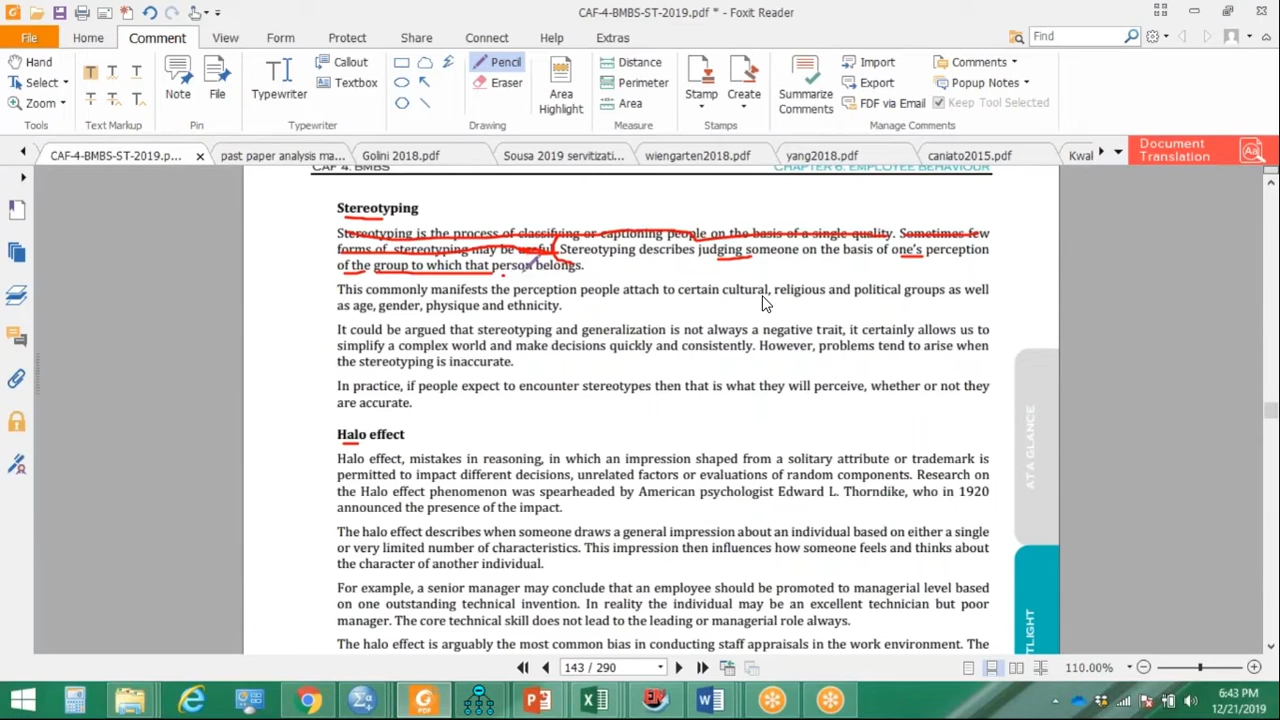 CAF-4-BMBS-ST-2019.pdf * - Foxit Reader
File Home Comment View Form Protect Share Connect Help Extras Find
Hand
Select
Zoom
Tools
Text Markup
Note
File
Pin
Typewriter
Callout
Textbox
Typewriter
Pencil
Eraser
Area
Highlight
Drawing
Distance
Perimeter
Area
Measure
Stamp
Create
Stamps
Summarize
Comments
Import
Export
FDF via Email
Comments
Popup Notes
Keep Tool Selected
Manage Comments
CAF-4-BMBS-ST-2019.p... past paper analysis ma... Golini 2018.pdf Sousa 2019 servitizati... wiengarten2018.pdf yang2018.pdf caniato2015.pdf Kwal
Document
Translation
CAF 4: BMBS CHAPTER 6: EMPLOYEE BEHAVIOUR
Stereotyping
Stereotyping is the process of classifying or captioning people on the basis of a single quality. Sometimes few
forms of stereotyping may be useful. Stereotyping describes judging someone on the basis of one's perception
of the group to which that person belongs.
This commonly manifests the perception people attach to certain cultural, religious and political groups as well
as age, gender, physique and ethnicity.
It could be argued that stereotyping and generalization is not always a negative trait, it certainly allows us to
simplify a complex world and make decisions quickly and consistently. However, problems tend to arise when
the stereotyping is inaccurate.
In practice, if people expect to encounter stereotypes then that is what they will perceive, whether or not they
are accurate.
Halo effect
Halo effect, mistakes in reasoning, in which an impression shaped from a solitary attribute or trademark is
permitted to impact different decisions, unrelated factors or evaluations of random components. Research on
the Halo effect phenomenon was spearheaded by American psychologist Edward L. Thorndike, who in 1920
announced the presence of the impact.
The halo effect describes when someone draws a general impression about an individual based on either a single
or very limited number of characteristics. This impression then influences how someone feels and thinks about
the character of another individual.
For example, a senior manager may conclude that an employee should be promoted to managerial level based
on one outstanding technical invention. In reality the individual may be an excellent technician but poor
manager. The core technical skill does not lead to the leading or managerial role always.
The halo effect is arguably the most common bias in conducting staff appraisals in the work environment. The
AT A GLANCE
TLIGHT
143 / 290
110.00%
6:43 PM
12/21/2019